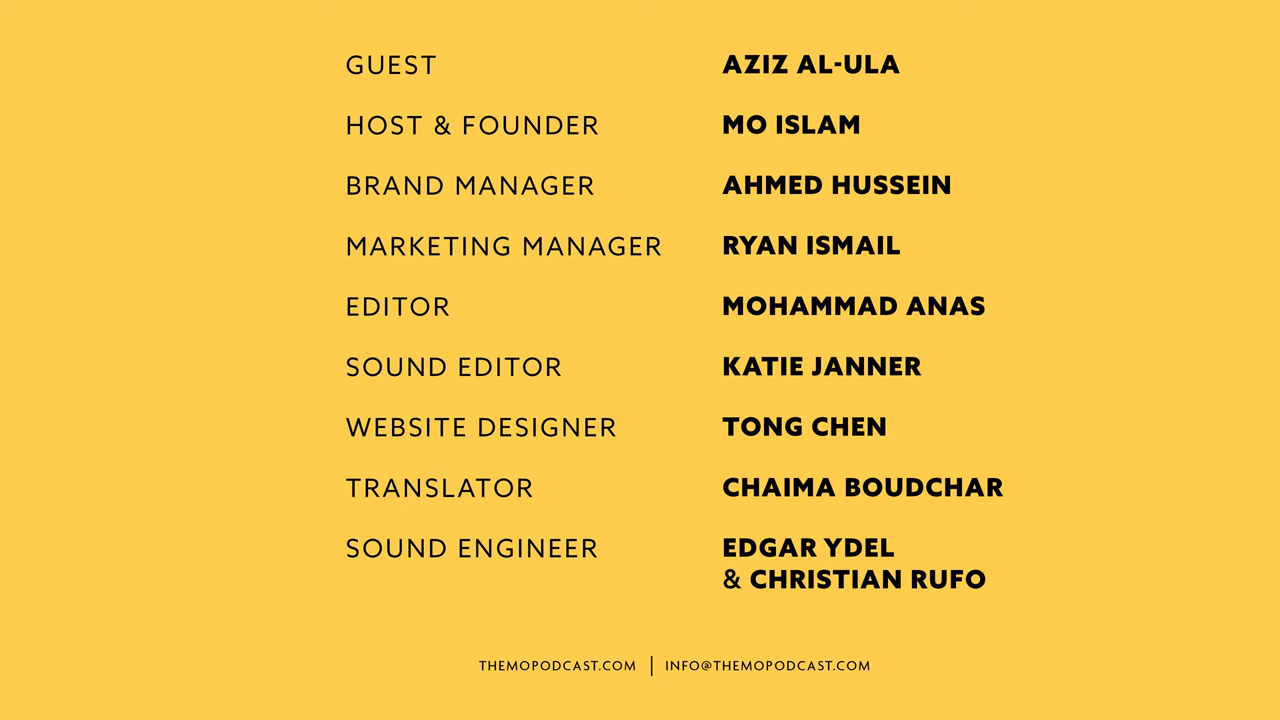 GUEST AZIZ AL-ULA
HOST & FOUNDER MO ISLAM
BRAND MANAGER AHMED HUSSEIN
MARKETING MANAGER RYAN ISMAIL
EDITOR MOHAMMAD ANAS
SOUND EDITOR KATIE JANNER
WEBSITE DESIGNER TONG CHEN
TRANSLATOR CHAIMA BOUDCHAR
SOUND ENGINEER EDGAR YDEL
& CHRISTIAN RUFO
THEMOPODCAST.COM | INFO@THEMOPODCAST.COM